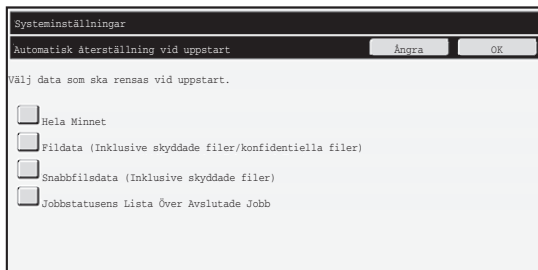 Systeminställningar
Automatisk återställning vid uppstart Ångra OK
Välj data som ska rensas vid uppstart.
Hela Minnet
Fildata (Inklusive skyddade filer/konfidentiella filer)
Snabbfilsdata (Inklusive skyddade filer)
Jobbstatusens Lista Över Avslutade Jobb